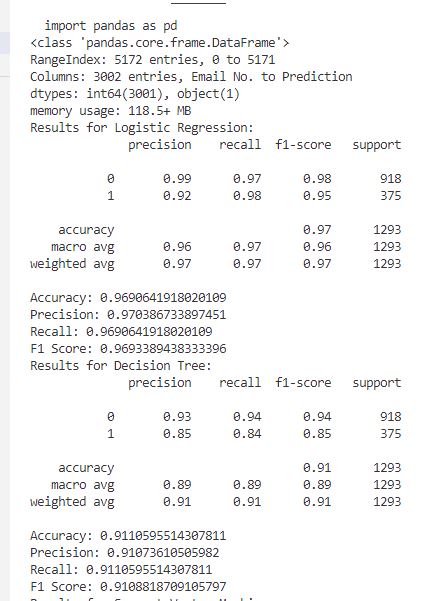 import pandas as pd
<class 'pandas.core.frame.DataFrame'>
RangeIndex: 5172 entries, 0 to 5171
Columns: 3002 entries, Email No. to Prediction
dtypes: int64(3001), object(1)
memory usage: 118.5+ MB
Results for Logistic Regression:
precision recall f1-score support
0 0.99 0.97 0.98 918
1 0.92 0.98 0.95 375
accuracy 0.97 1293
macro avg 0.96 0.97 0.96 1293
weighted avg 0.97 0.97 0.97 1293
Accuracy: 0.9690641918020109
Precision: 0.970386733897451
Recall: 0.9690641918020109
F1 Score: 0.9693389438333396
Results for Decision Tree:
precision recall f1-score support
0 0.93 0.94 0.94 918
1 0.85 0.84 0.85 375
accuracy 0.91 1293
macro avg 0.89 0.89 0.89 1293
weighted avg 0.91 0.91 0.91 1293
Accuracy: 0.9110595514307811
Precision: 0.91073610505982
Recall: 0.9110595514307811
F1 Score: 0.9108818709105797